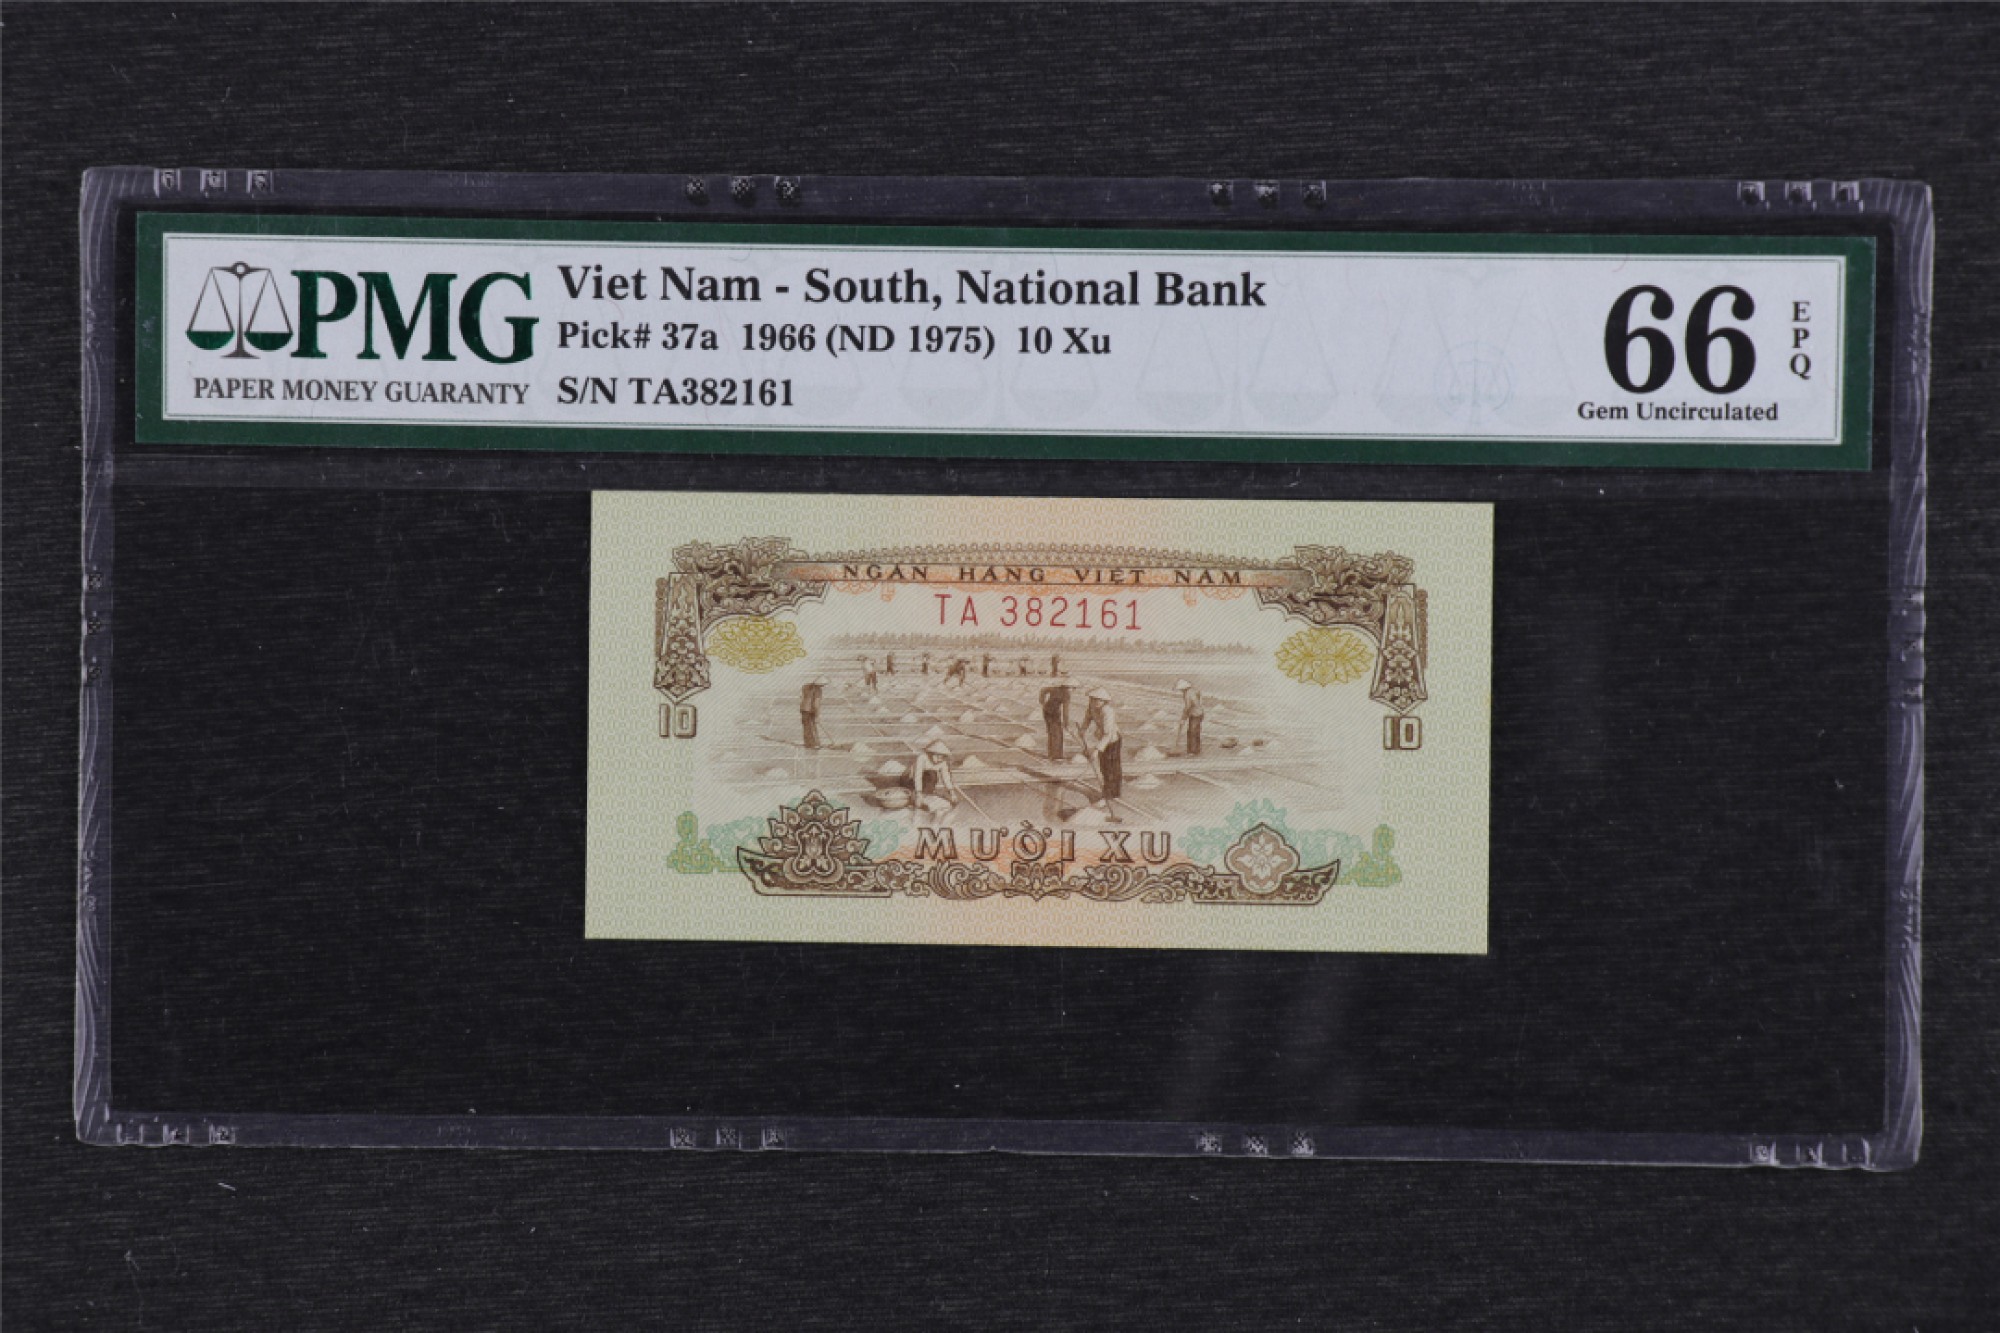 PMG
PAPER MONEY GUARANTY
Viet Nam - South, National Bank
Pick# 37a 1966 (ND 1975) 10 Xu
S/N TA382161
66
EPQ
Gem Uncirculated
NGÂN HÀNG VIỆT NAM
TA 382161
10 10
MƯỜI XU